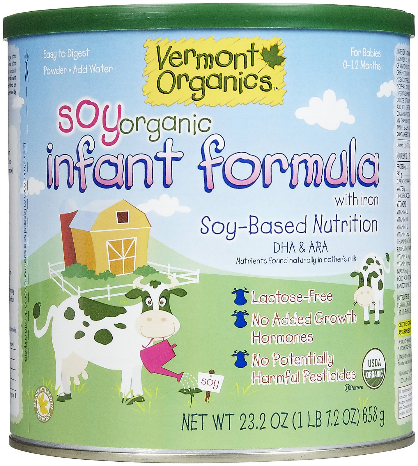 Easy to Digest
Powder • Add Water
Vermont
Organics™
For Babies
0-12 Months
soy organic
infant formula
with iron
Soy-Based Nutrition
DHA & ARA
Nutrients found naturally in mother's milk
Lactose-Free
No Added Growth
Hormones
No Potentially
Harmful Pesticides
USDA
ORGANIC
soy
NET WT 23.2 OZ (1 LB 7.2 OZ) 658 g